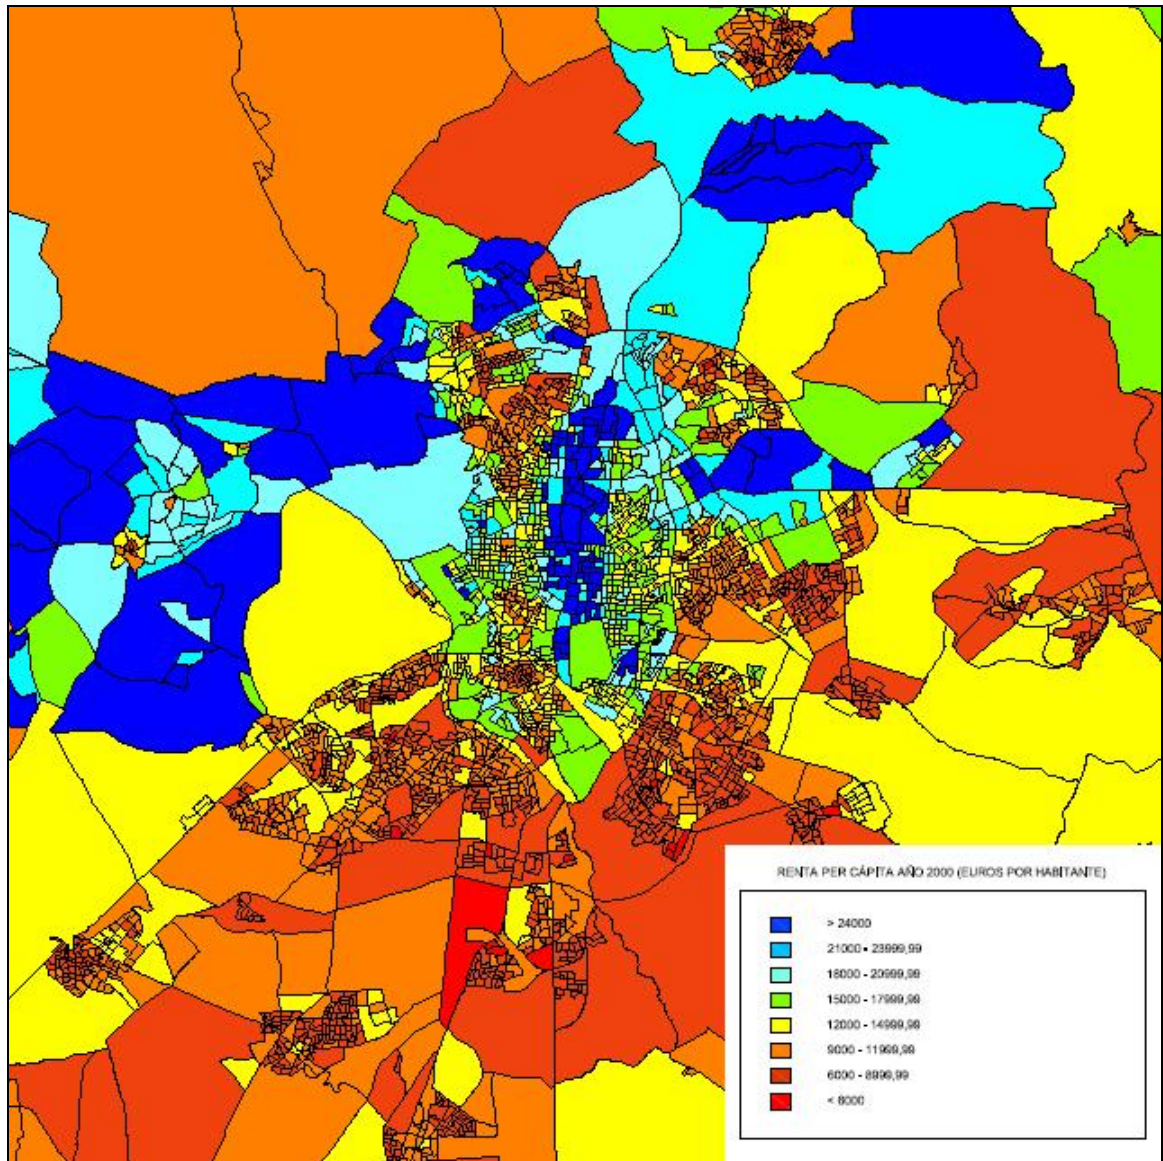 RENTA PER CÁPITA AÑO 2000 (EUROS POR HABITANTE)
> 24000
21000 - 23999,99
18000 - 20999,99
15000 - 17999,99
12000 - 14999,99
9000 - 11999,99
6000 - 8999,99
< 6000